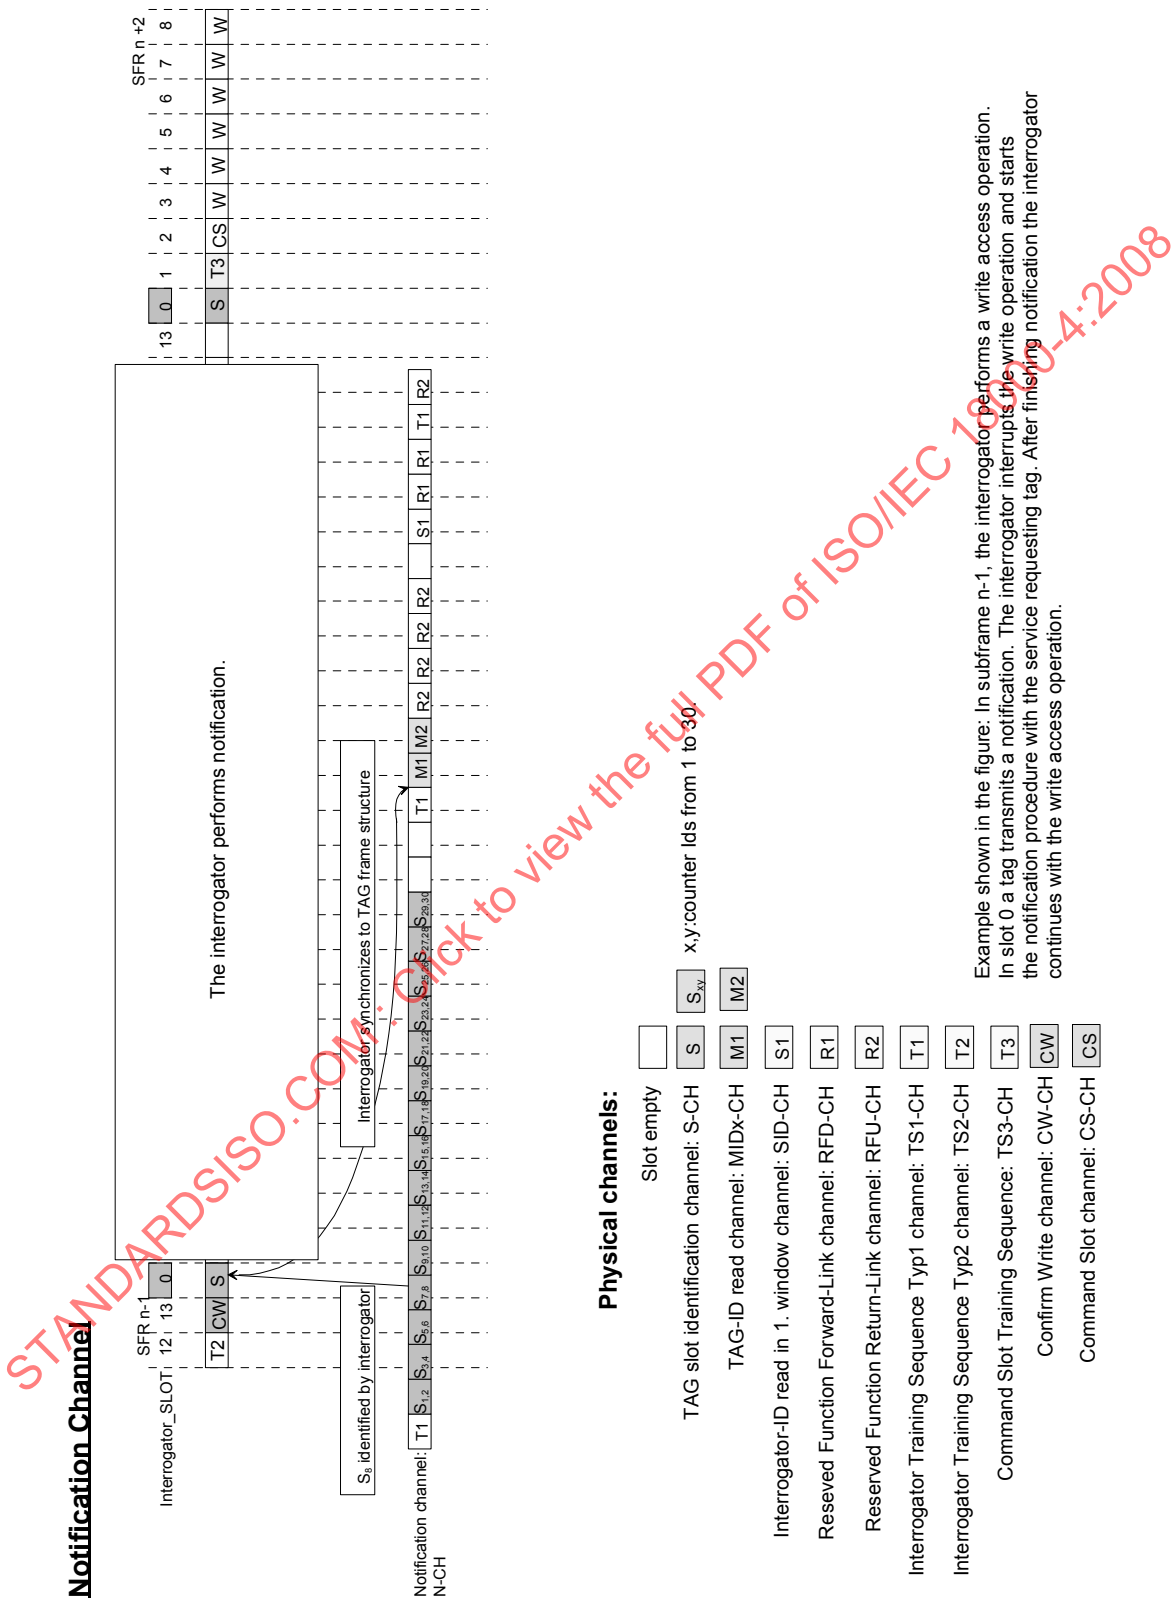 Notification Channel
SFR n-1
SFR n +2
Interrogator_SLOT 12 13 0
13 0 1 2 3 4 5 6 7 8
T2 CW S
S T3 CS W W W W W W
The interrogator performs notification.
S8 identified by interrogator
Interrogator synchronizes to TAG frame structure
Notification channel:
N-CH
T1 S1,2 S3,4 S5,6 S7,8 S9,10 S11,12 S13,14 S15,16 S17,18 S19,20 S21,22 S23,24 S25,26 S27,28 S29,30 T1 M1 M2 R2 R2 R2 R2 S1 R1 R1 T1 R2
Physical channels:
Slot empty
TAG slot identification channel: S-CH S Sxy x,y:counter Ids from 1 to 30.
TAG-ID read channel: MIDx-CH M1 M2
Interrogator-ID read in 1. window channel: SID-CH S1
Reseved Function Forward-Link channel: RFD-CH R1
Reserved Function Return-Link channel: RFU-CH R2
Interrogator Training Sequence Typ1 channel: TS1-CH T1
Interrogator Training Sequence Typ2 channel: TS2-CH T2
Command Slot Training Sequence: TS3-CH T3
Confirm Write channel: CW-CH CW
Command Slot channel: CS-CH CS
Example shown in the figure: In subframe n-1, the interrogator performs a write access operation.
In slot 0 a tag transmits a notification. The interrogator interrupts the write operation and starts
the notification procedure with the service requesting tag. After finishing notification the interrogator
continues with the write access operation.
STANDARDSISO.COM : Click to view the full PDF of ISO/IEC 18000-4:2008